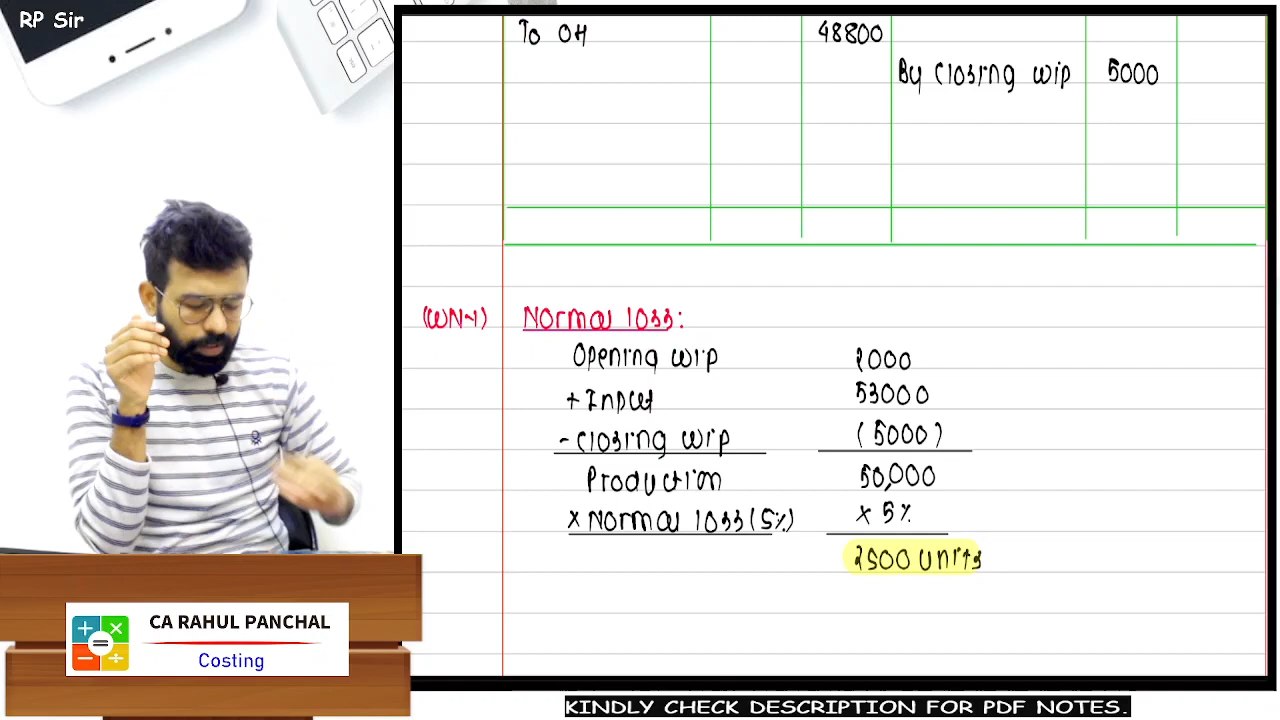 RP Sir
To OH 48800
By Closing wip 5000
(WN-1) Normal loss:
Opening wip 2000
+ Input 53000
- Closing wip (5000)
Production 50,000
x Normal loss (5%) x 5%
2500 units
CA RAHUL PANCHAL
Costing
KINDLY CHECK DESCRIPTION FOR PDF NOTES.